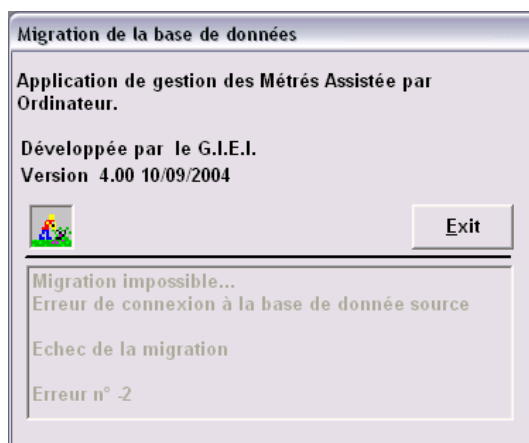 Migration de la base de données
Application de gestion des Métrés Assistée par
Ordinateur.
Développée par le G.I.E.I.
Version 4.00 10/09/2004
Exit
Migration impossible...
Erreur de connexion à la base de donnée source
Echec de la migration
Erreur n° -2